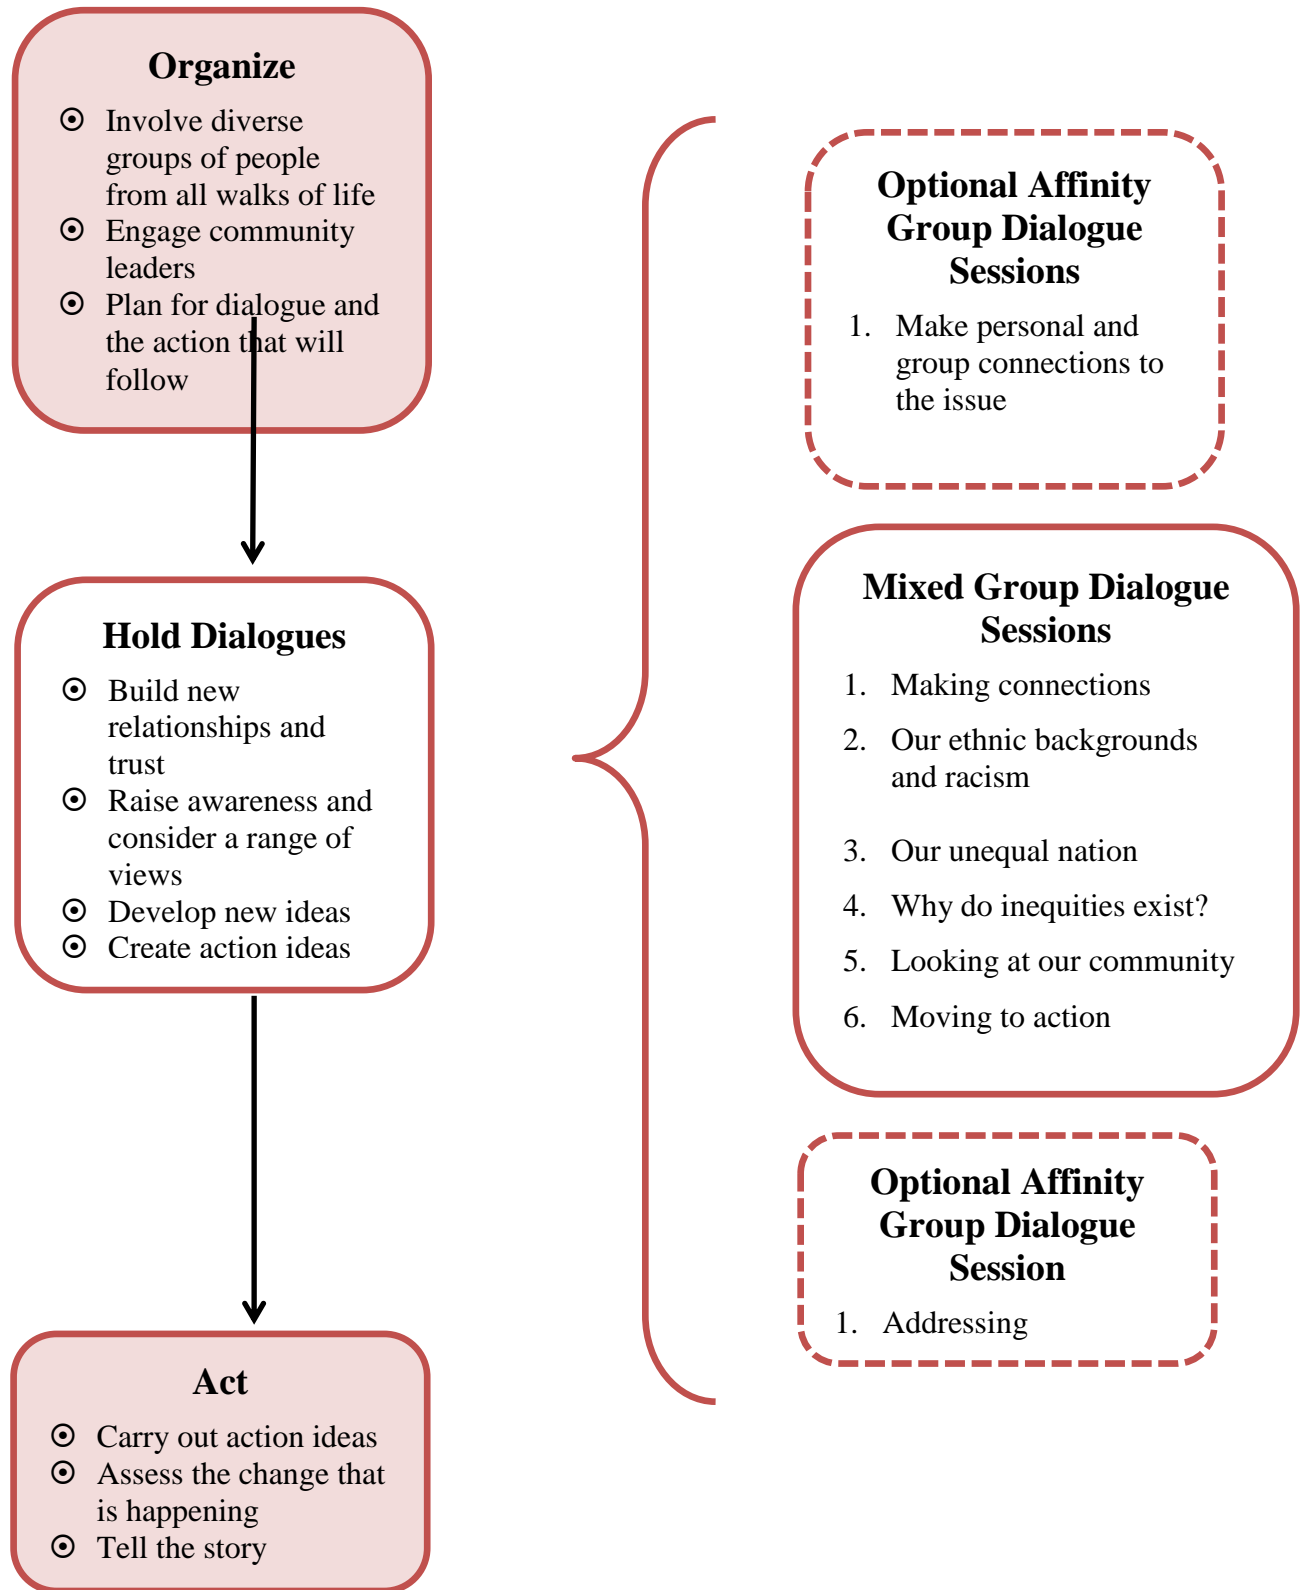 Organize
Involve diverse
groups of people
from all walks of life
Engage community
leaders
Plan for dialogue and
the action that will
follow
Hold Dialogues
Build new
relationships and
trust
Raise awareness and
consider a range of
views
Develop new ideas
Create action ideas
Act
Carry out action ideas
Assess the change that
is happening
Tell the story
Optional Affinity
Group Dialogue
Sessions
1. Make personal and
group connections to
the issue
Mixed Group Dialogue
Sessions
1. Making connections
2. Our ethnic backgrounds
and racism
3. Our unequal nation
4. Why do inequities exist?
5. Looking at our community
6. Moving to action
Optional Affinity
Group Dialogue
Session
1. Addressing